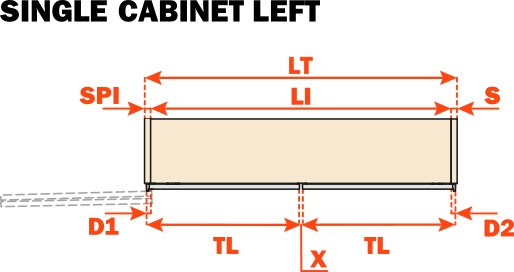 SINGLE CABINET LEFT
LT
SPI LI S
D1 TL TL D2
X